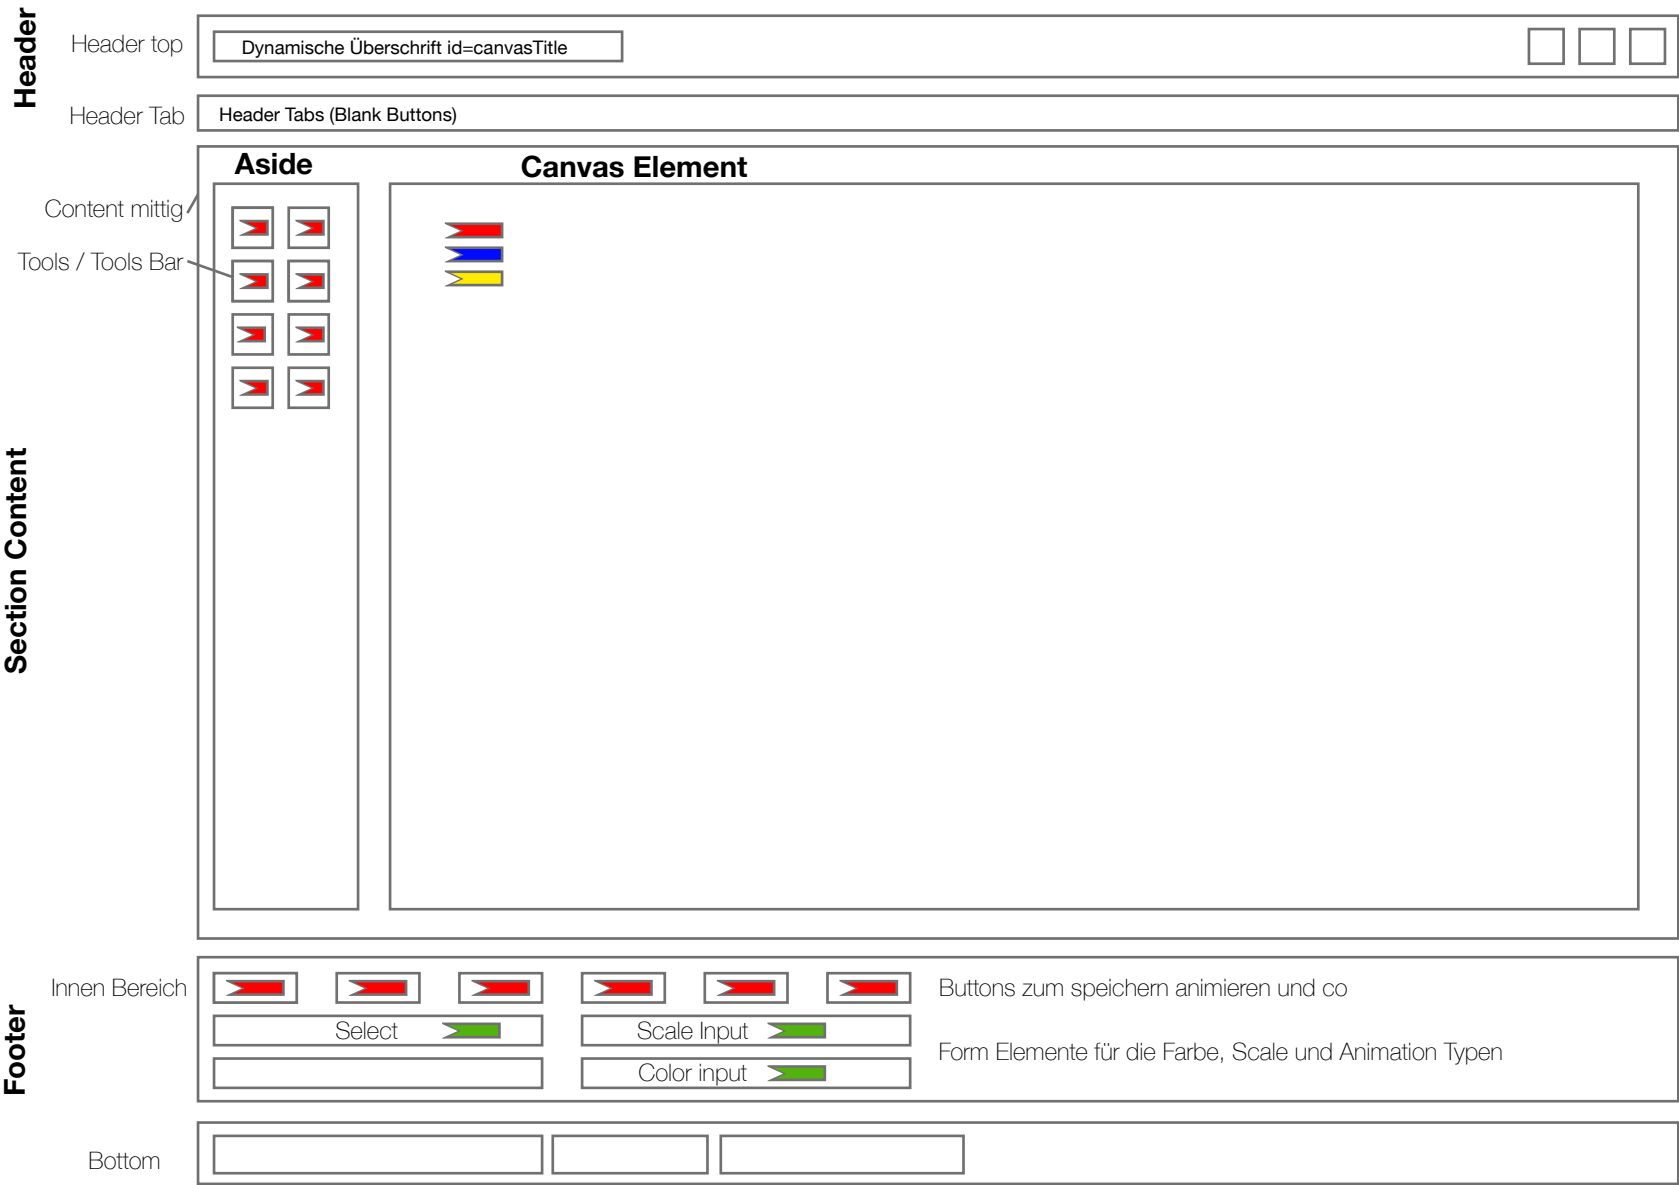 Header
Header top
Dynamische Überschrift id=canvasTitle
Header Tab
Header Tabs (Blank Buttons)
Section Content
Aside
Canvas Element
Content mittig
Tools / Tools Bar
Footer
Innen Bereich
Buttons zum speichern animieren und co
Select
Scale Input
Form Elemente für die Farbe, Scale und Animation Typen
Color input
Bottom